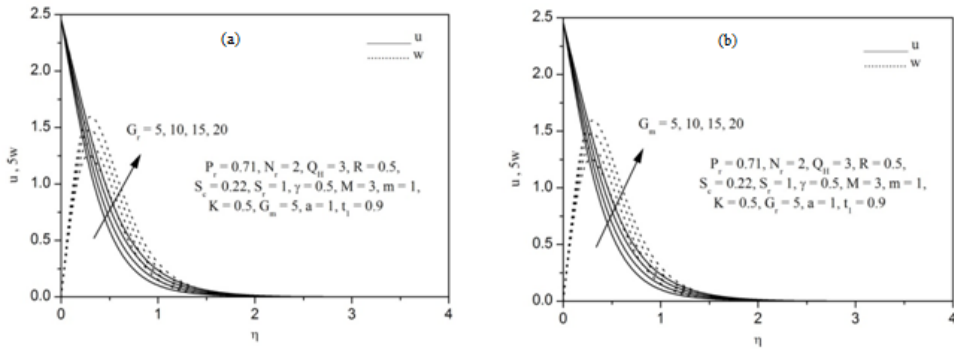 (a)
u
w
G_r = 5, 10, 15, 20
P_r = 0.71, N_r = 2, Q_H = 3, R = 0.5,
S_c = 0.22, S_r = 1, γ = 0.5, M = 3, m = 1,
K = 0.5, G_m = 5, a = 1, t_1 = 0.9
u , 5w
2.5
2.0
1.5
1.0
0.5
0.0
0 1 2 3 4
η
(b)
u
w
G_m = 5, 10, 15, 20
P_r = 0.71, N_r = 2, Q_H = 3, R = 0.5,
S_c = 0.22, S_r = 1, γ = 0.5, M = 3, m = 1,
K = 0.5, G_r = 5, a = 1, t_1 = 0.9
u , 5w
2.5
2.0
1.5
1.0
0.5
0.0
0 1 2 3 4
η